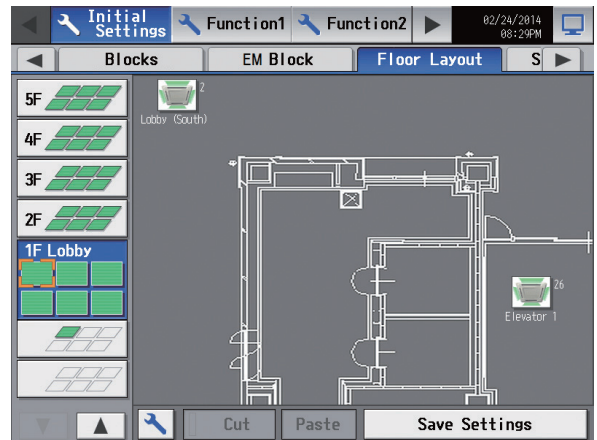 Initial
Settings
Function1
Function2
02/24/2014
08:29PM
Blocks
EM Block
Floor Layout
S
5F
4F
3F
2F
1F Lobby
2
Lobby (South)
26
Elevator 1
Cut
Paste
Save Settings